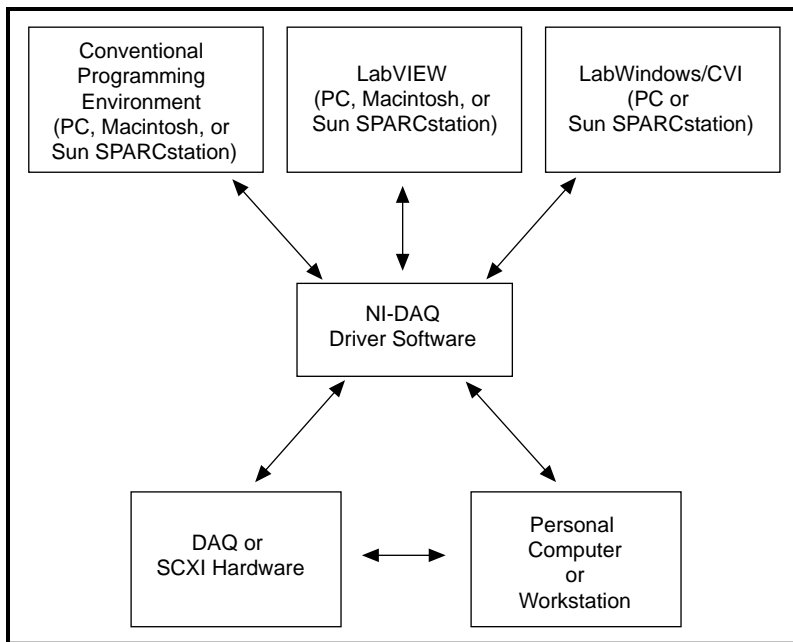 Conventional
Programming
Environment
(PC, Macintosh, or
Sun SPARCstation)
LabVIEW
(PC, Macintosh, or
Sun SPARCstation)
LabWindows/CVI
(PC or
Sun SPARCstation)
NI-DAQ
Driver Software
DAQ or
SCXI Hardware
Personal
Computer
or
Workstation